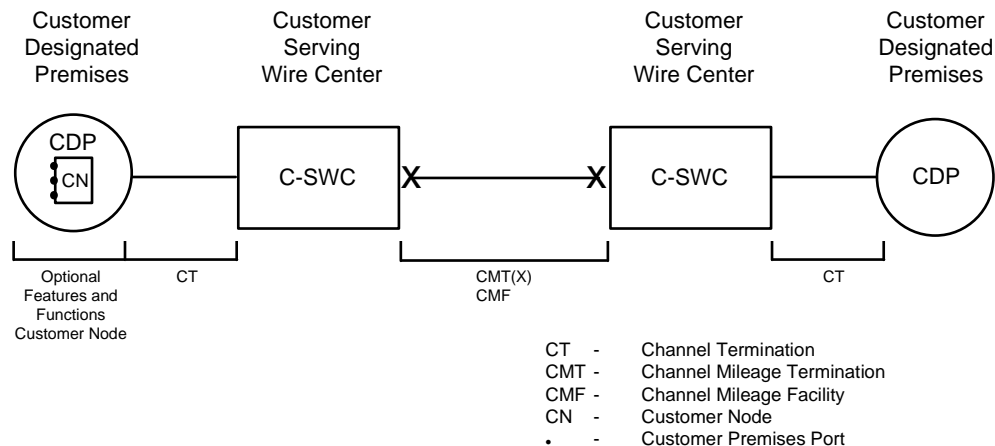 Customer
Designated
Premises
Customer
Serving
Wire Center
Customer
Serving
Wire Center
Customer
Designated
Premises
CDP
CN
C-SWC
X
X
C-SWC
CDP
Optional
Features and
Functions
Customer Node
CT
CMT(X)
CMF
CT
CT - Channel Termination
CMT - Channel Mileage Termination
CMF - Channel Mileage Facility
CN - Customer Node
• - Customer Premises Port